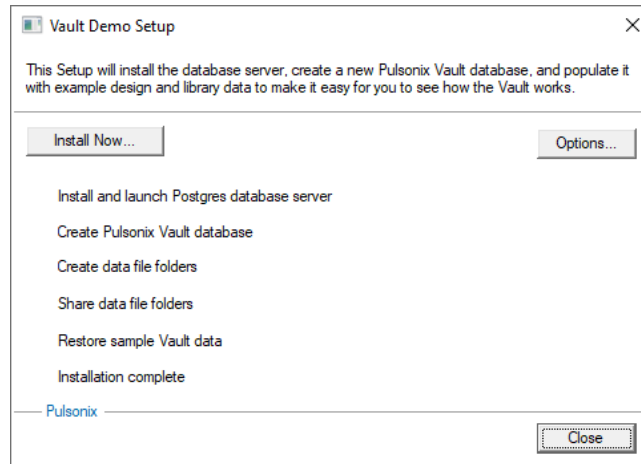 Vault Demo Setup
This Setup will install the database server, create a new Pulsonix Vault database, and populate it
with example design and library data to make it easy for you to see how the Vault works.
Install Now...
Options...
Install and launch Postgres database server
Create Pulsonix Vault database
Create data file folders
Share data file folders
Restore sample Vault data
Installation complete
Pulsonix
Close